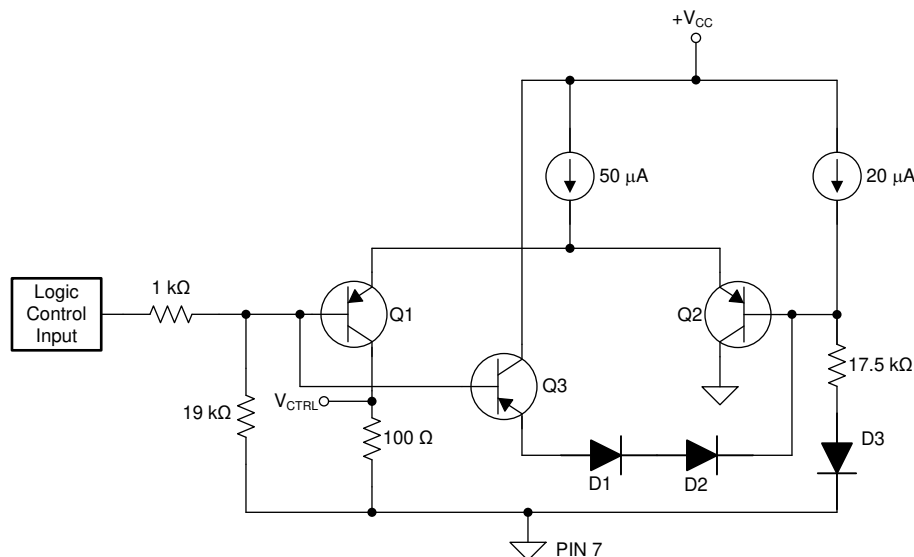 +VCC
50 μA
20 μA
Logic
Control
Input
1 kΩ
Q1
Q2
17.5 kΩ
Q3
VCTRL
19 kΩ
100 Ω
D1
D2
D3
PIN 7